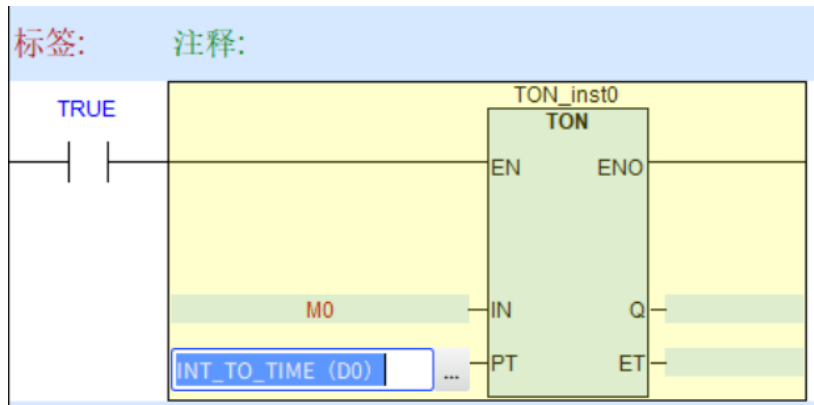 标签: 注释:
TRUE
TON_inst0
TON
EN ENO
M0 IN Q
INT_TO_TIME（D0） ... PT ET